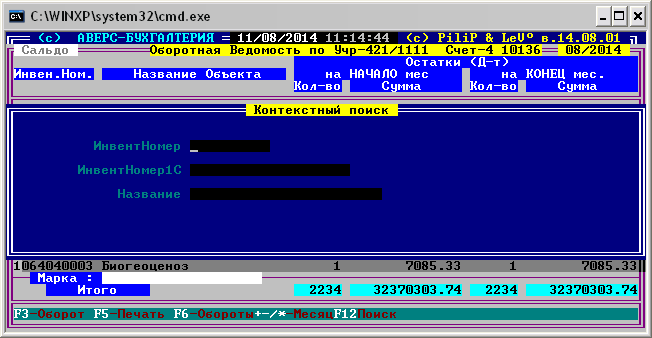 C:\WINXP\system32\cmd.exe
(c) АВЕРС-БУХГАЛТЕРИЯ = 11/08/2014 11:14:44 (c) PiliP & LeV° в.14.08.01
Сальдо Оборотная Ведомость по Учр-421/1111 Счет-4 10136 08/2014
Остатки (Д-т)
Инвен.Ном. Название Объекта на НАЧАЛО мес на КОНЕЦ мес.
Кол-во Сумма Кол-во Сумма
Контекстный поиск
ИнвентНомер _
ИнвентНомер1С
Название
1064040003 Биогеоценоз 1 7085.33 1 7085.33
Марка :
Итого 2234 32370303.74 2234 32370303.74
F3-Оборот F5-Печать F6-Обороты+-/*-МесяцF12Поиск